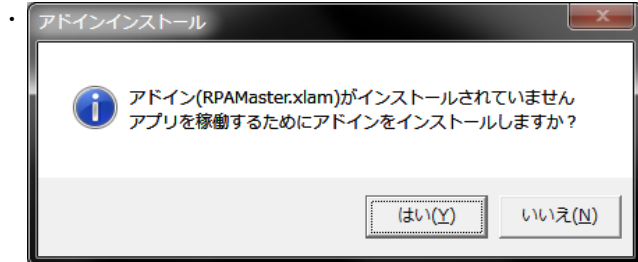 ・
アドインインストール
アドイン(RPAMaster.xlam)がインストールされていません
アプリを稼働するためにアドインをインストールしますか？
はい(Y)
いいえ(N)